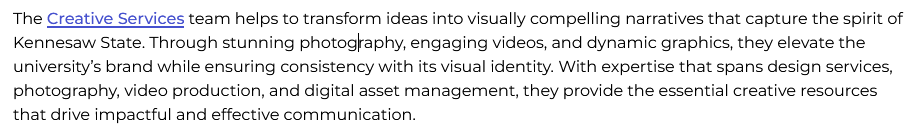 The Creative Services team helps to transform ideas into visually compelling narratives that capture the spirit of
Kennesaw State. Through stunning photography, engaging videos, and dynamic graphics, they elevate the
university’s brand while ensuring consistency with its visual identity. With expertise that spans design services,
photography, video production, and digital asset management, they provide the essential creative resources
that drive impactful and effective communication.